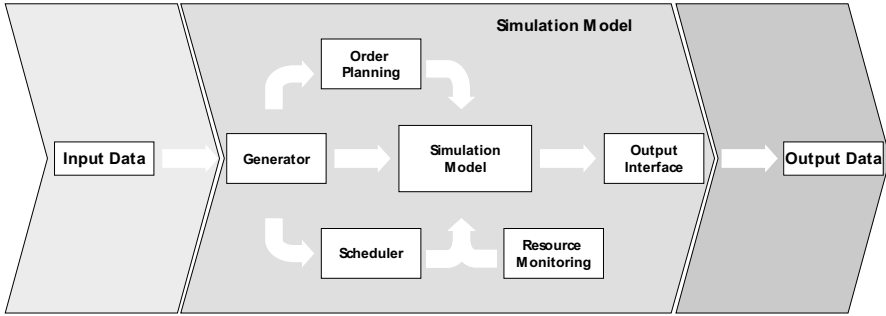 Simulation Model
Order
Planning
Input Data
Generator
Simulation
Model
Output
Interface
Output Data
Scheduler
Resource
Monitoring